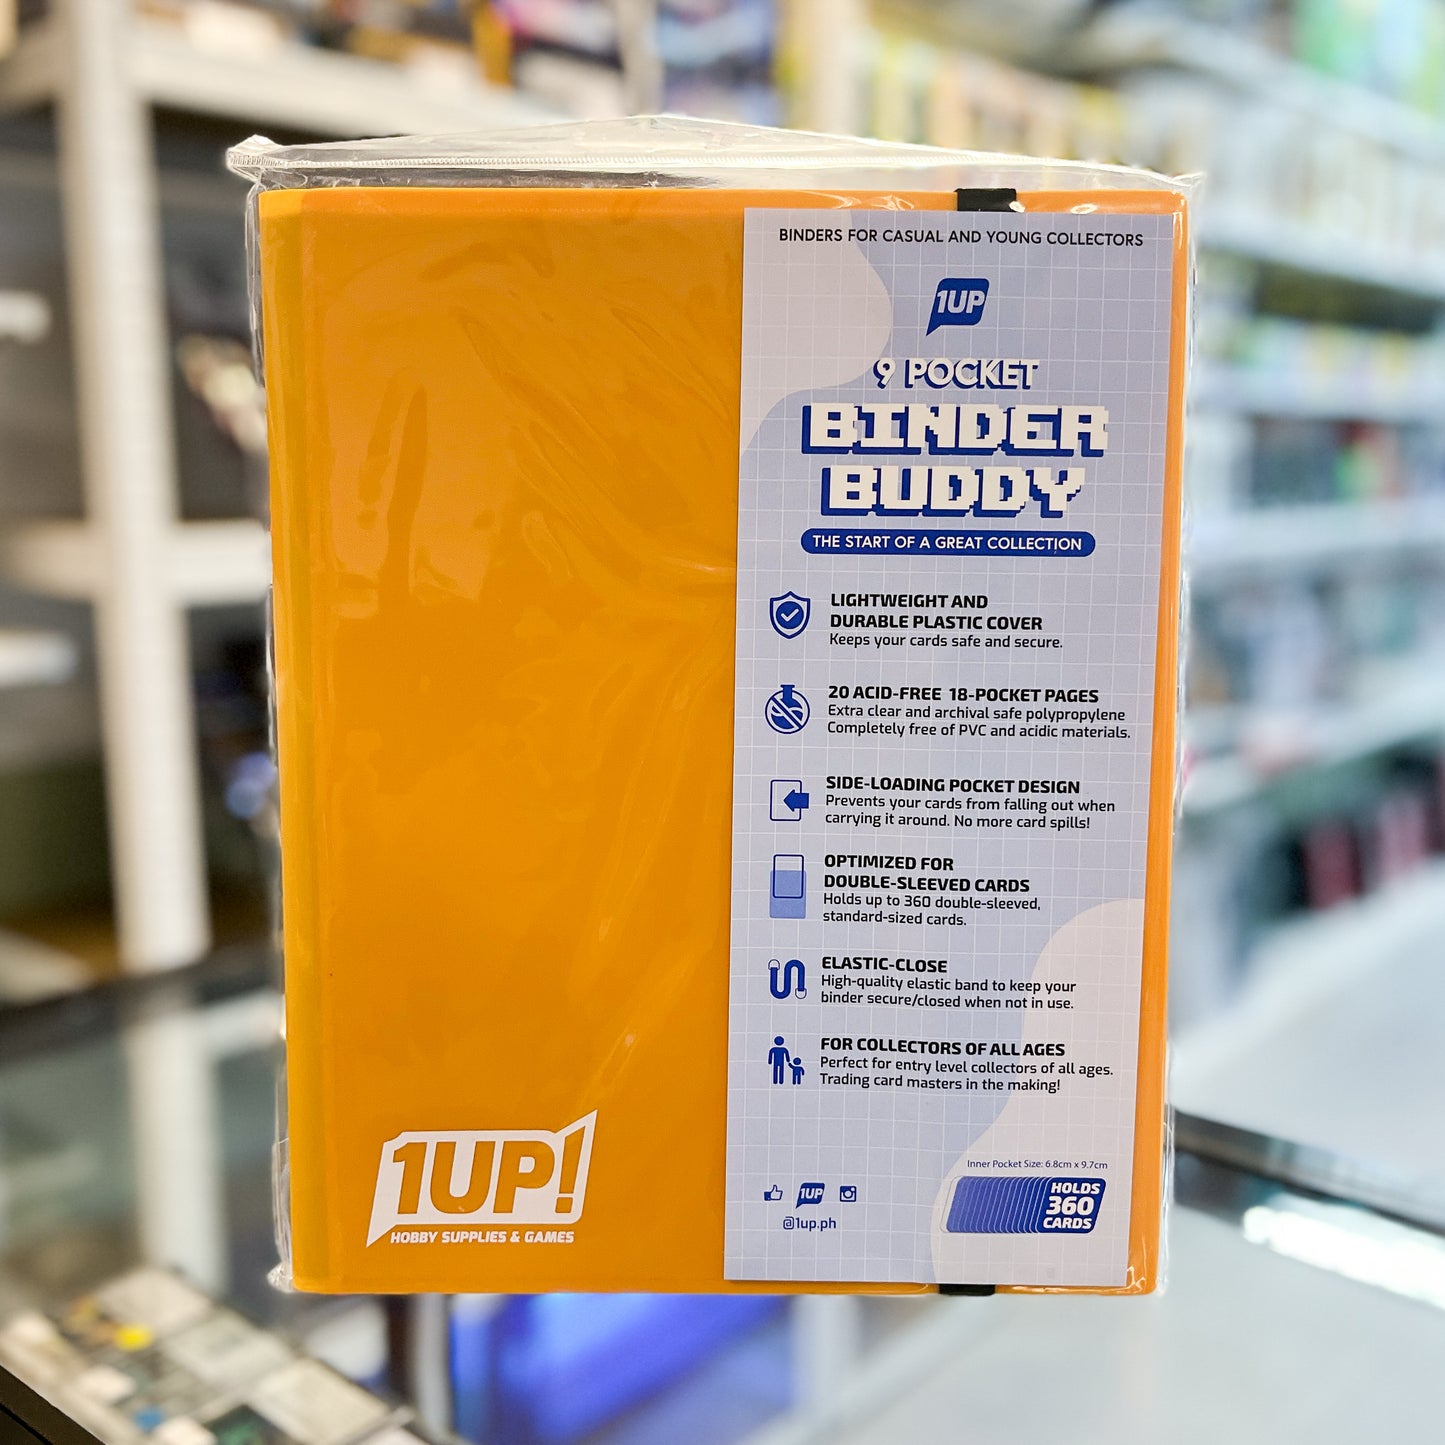 BINDERS FOR CASUAL AND YOUNG COLLECTORS
1UP
9 POCKET
BINDER
BUDDY
THE START OF A GREAT COLLECTION
LIGHTWEIGHT AND
DURABLE PLASTIC COVER
Keeps your cards safe and secure.
20 ACID-FREE 18-POCKET PAGES
Extra clear and archival safe polypropylene
Completely free of PVC and acidic materials.
SIDE-LOADING POCKET DESIGN
Prevents your cards from falling out when
carrying it around. No more card spills!
OPTIMIZED FOR
DOUBLE-SLEEVED CARDS
Holds up to 360 double-sleeved,
standard-sized cards.
ELASTIC-CLOSE
High-quality elastic band to keep your
binder secure/closed when not in use.
FOR COLLECTORS OF ALL AGES
Perfect for entry level collectors of all ages.
Trading card masters in the making!
Inner Pocket Size: 6.8cm x 9.7cm
HOLDS
360
CARDS
1UP
@1up.ph
1UP!
HOBBY SUPPLIES & GAMES